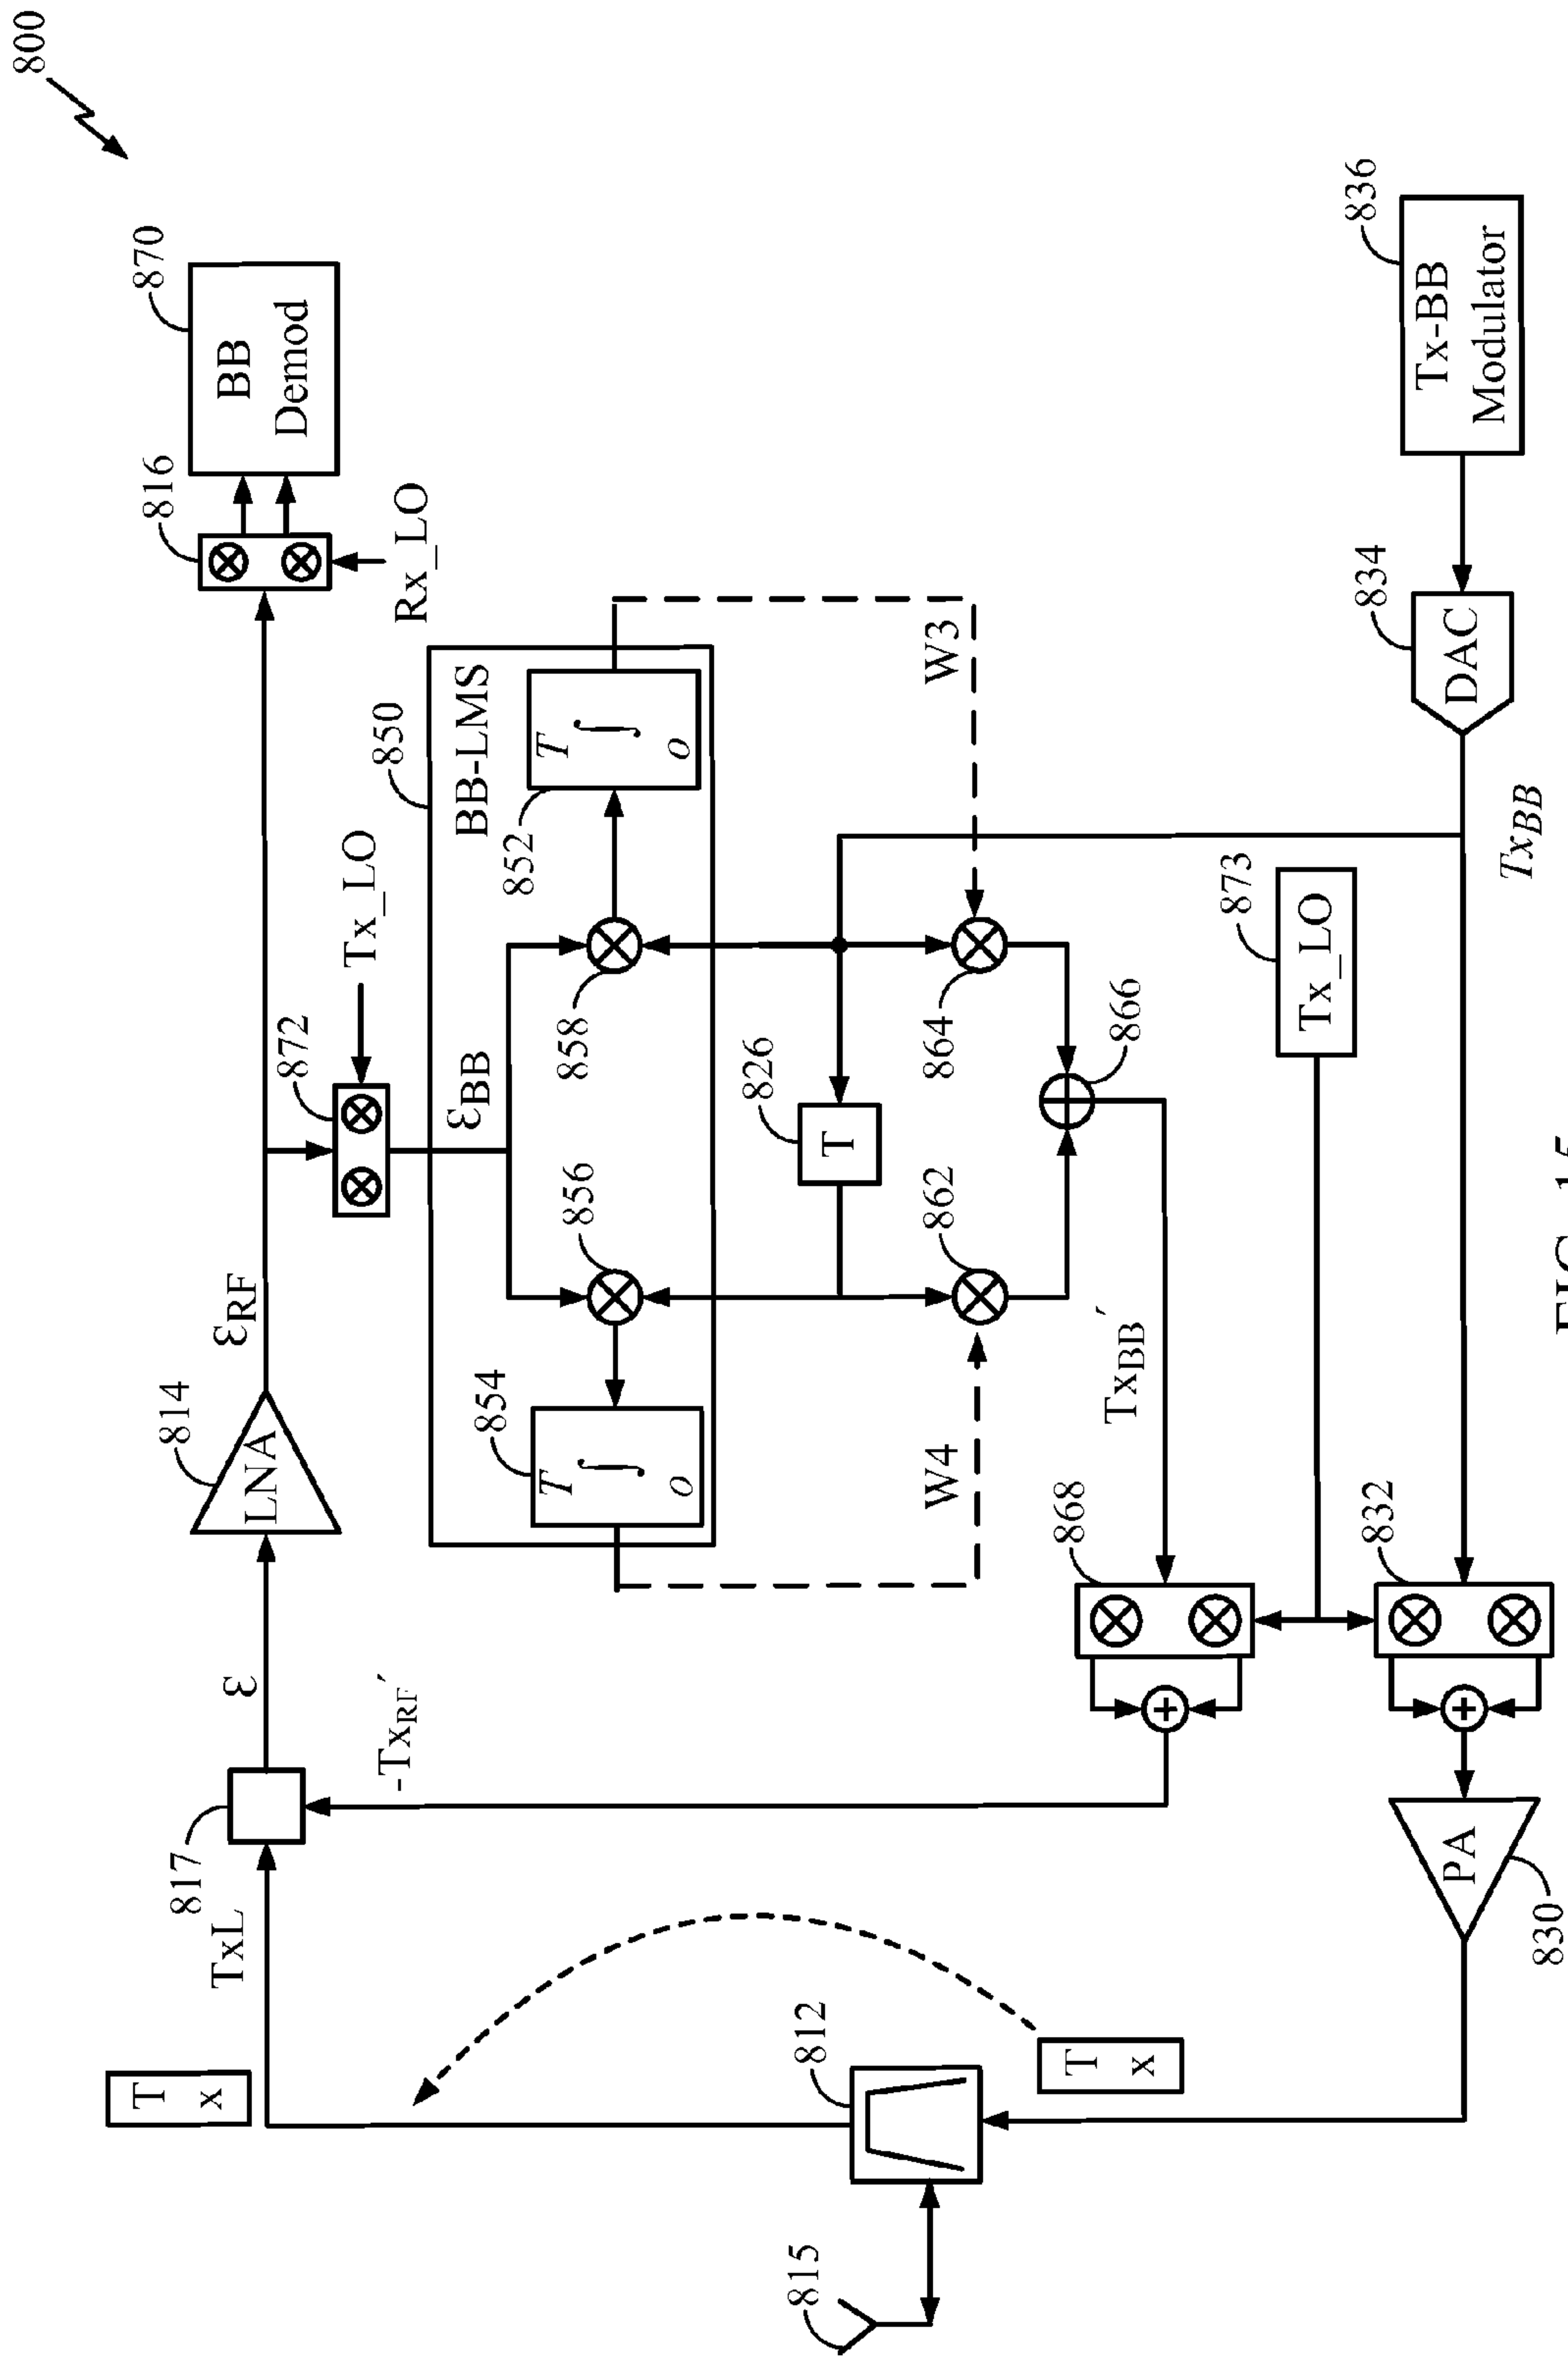 800
T
x
870
816
814
BB
Demod
817
TxL
ε
LNA
εRF
872
Tx_LO
Rx_LO
-TxRF′
850
BB-LMS
εBB
854
T
∫
o
856
858
852
T
∫
o
826
T
815
812
W4
862
864
W3
T
x
868
TxBB′
866
873
Tx_LO
832
834
836
PA
DAC
Tx-BB
Modulator
830
TxBB
FIG. 15